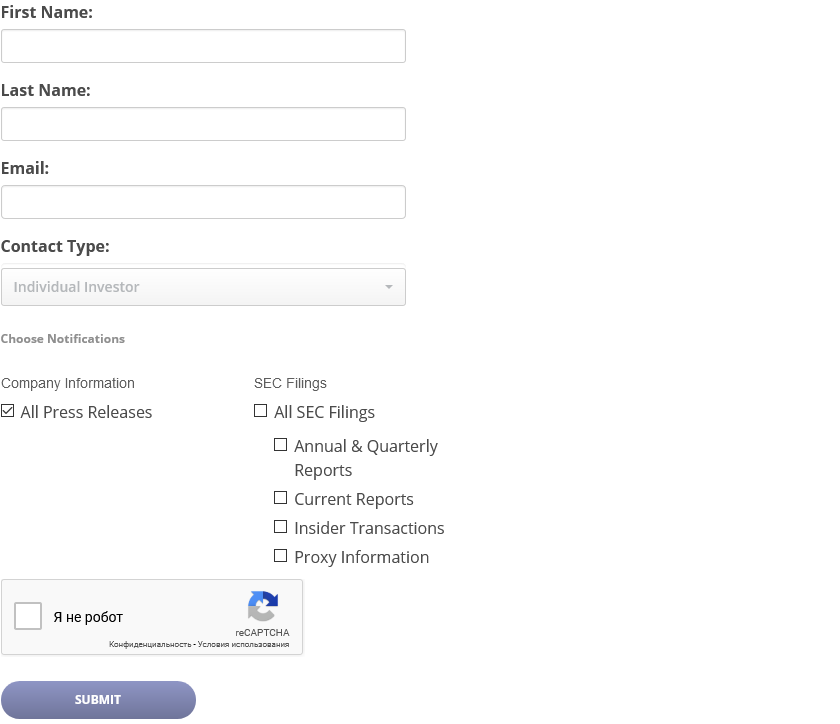 First Name:
Last Name:
Email:
Contact Type:
Individual Investor
Choose Notifications
Company Information
All Press Releases
SEC Filings
All SEC Filings
Annual & Quarterly
Reports
Current Reports
Insider Transactions
Proxy Information
Я не робот
reCAPTCHA
Конфиденциальность - Условия использования
SUBMIT